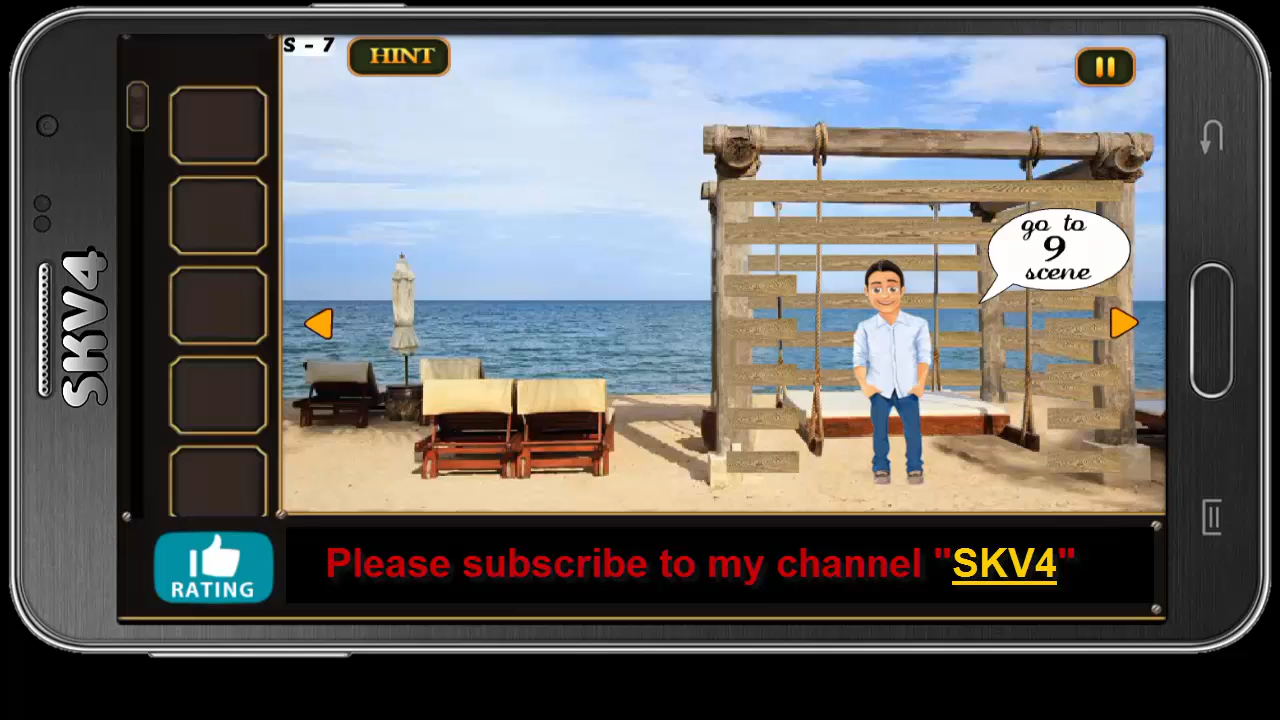 S - 7
HINT
go to
9
scene
SKV4
RATING
Please subscribe to my channel "SKV4"